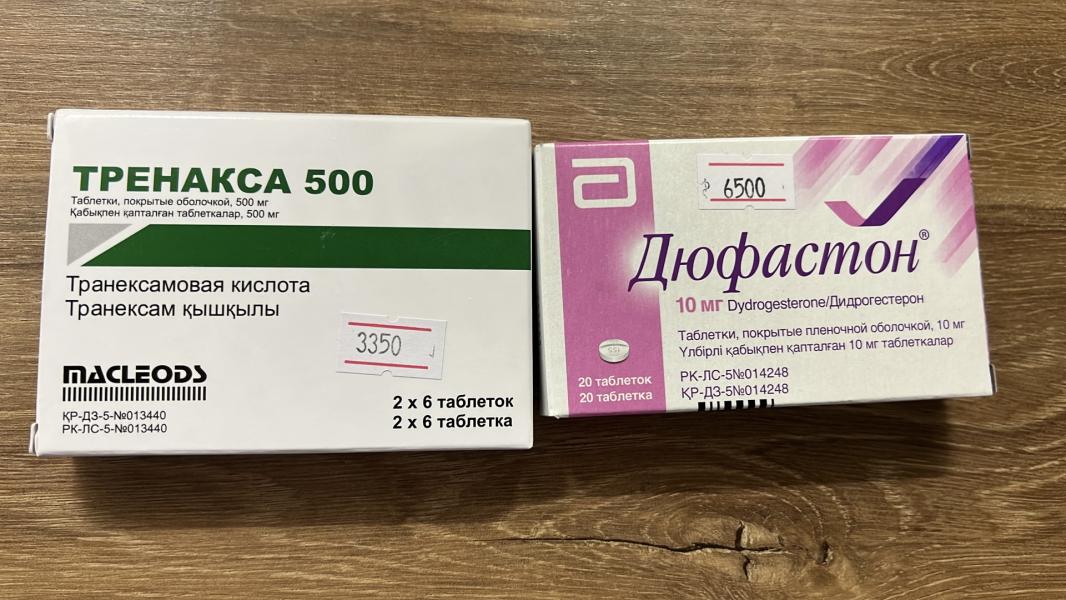 ТРЕНАКСА 500
Таблетки, покрытые оболочкой, 500 мг
Қабықпен қапталған таблеткалар, 500 мг
Транексамовая кислота
Транексам қышқылы
3350
MACLEODS
ҚР-ДЗ-5-№013440
РК-ЛС-5-№013440
2 x 6 таблеток
2 x 6 таблетка
6500
Дюфастон®
10 мг Dydrogesterone/Дидрогестерон
Таблетки, покрытые пленочной оболочкой, 10 мг
Үлбірлі қабықпен қапталған 10 мг таблеткалар
155
20 таблеток
20 таблетка
РК-ЛС-5№014248
ҚР-ДЗ-5№014248